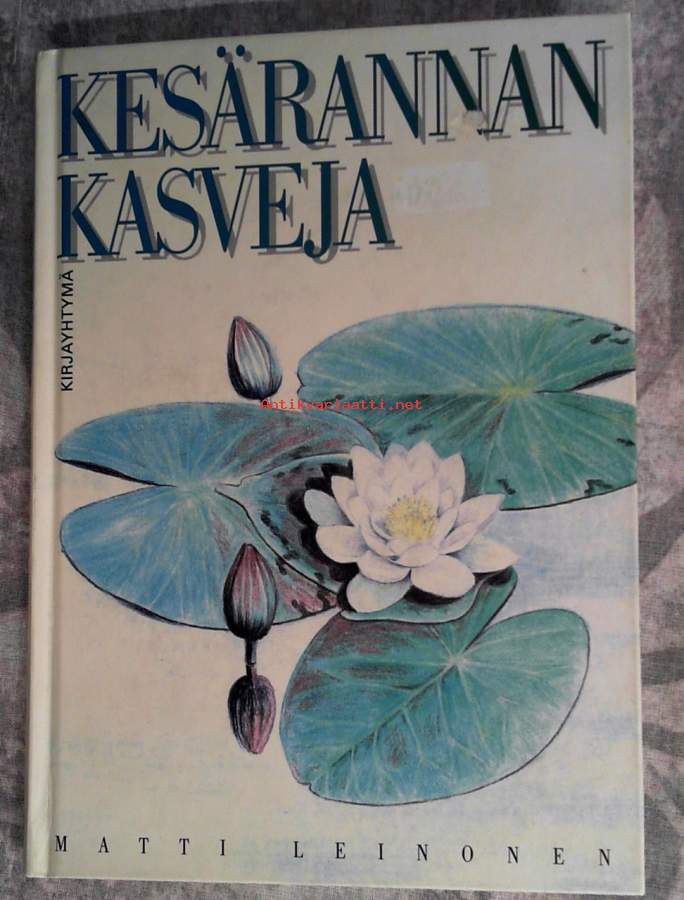 KESÄRANNAN
KASVEJA
KIRJAYHTYMÄ
Antikvariaatti.net
MATTI LEINONEN